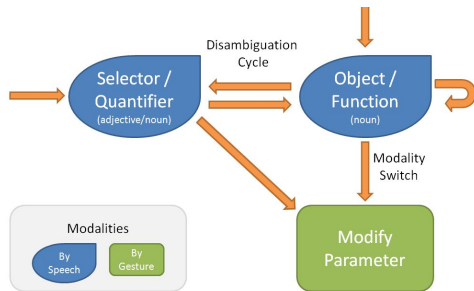 Disambiguation
Cycle
Selector /
Quantifier
(adjective/noun)
Object /
Function
(noun)
Modality
Switch
Modify
Parameter
Modalities
By
Speech
By
Gesture